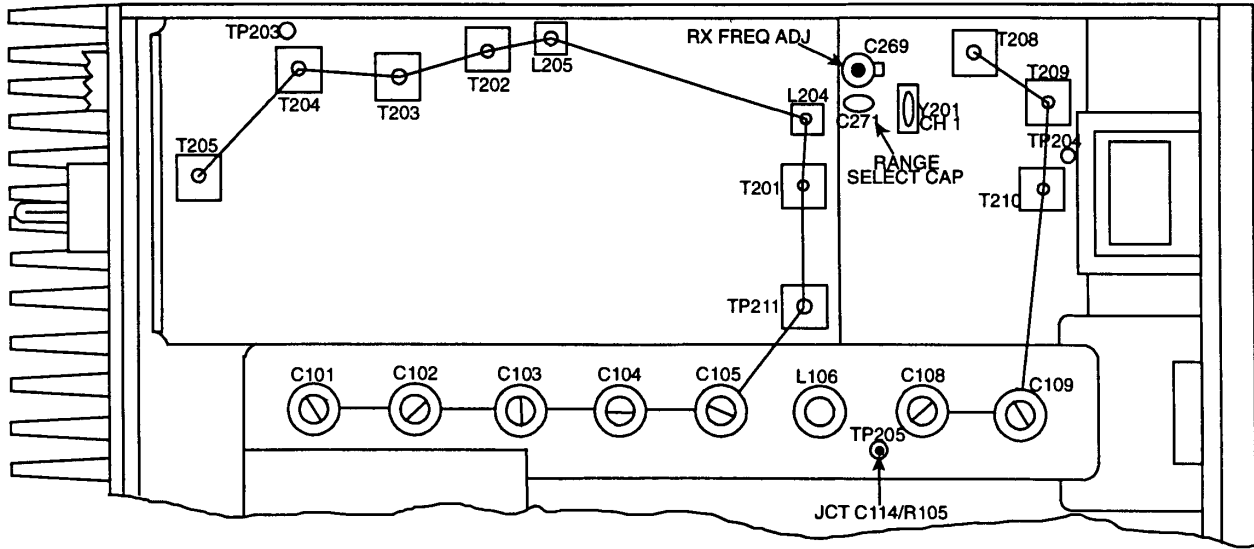 TP203
T204
T203
T202
L205
T205
RX FREQ ADJ
C269
T208
T209
L204
C271
Y201
CH 1
TP204
RANGE
SELECT CAP
T201
T210
TP211
C101
C102
C103
C104
C105
L106
C108
C109
TP205
JCT C114/R105